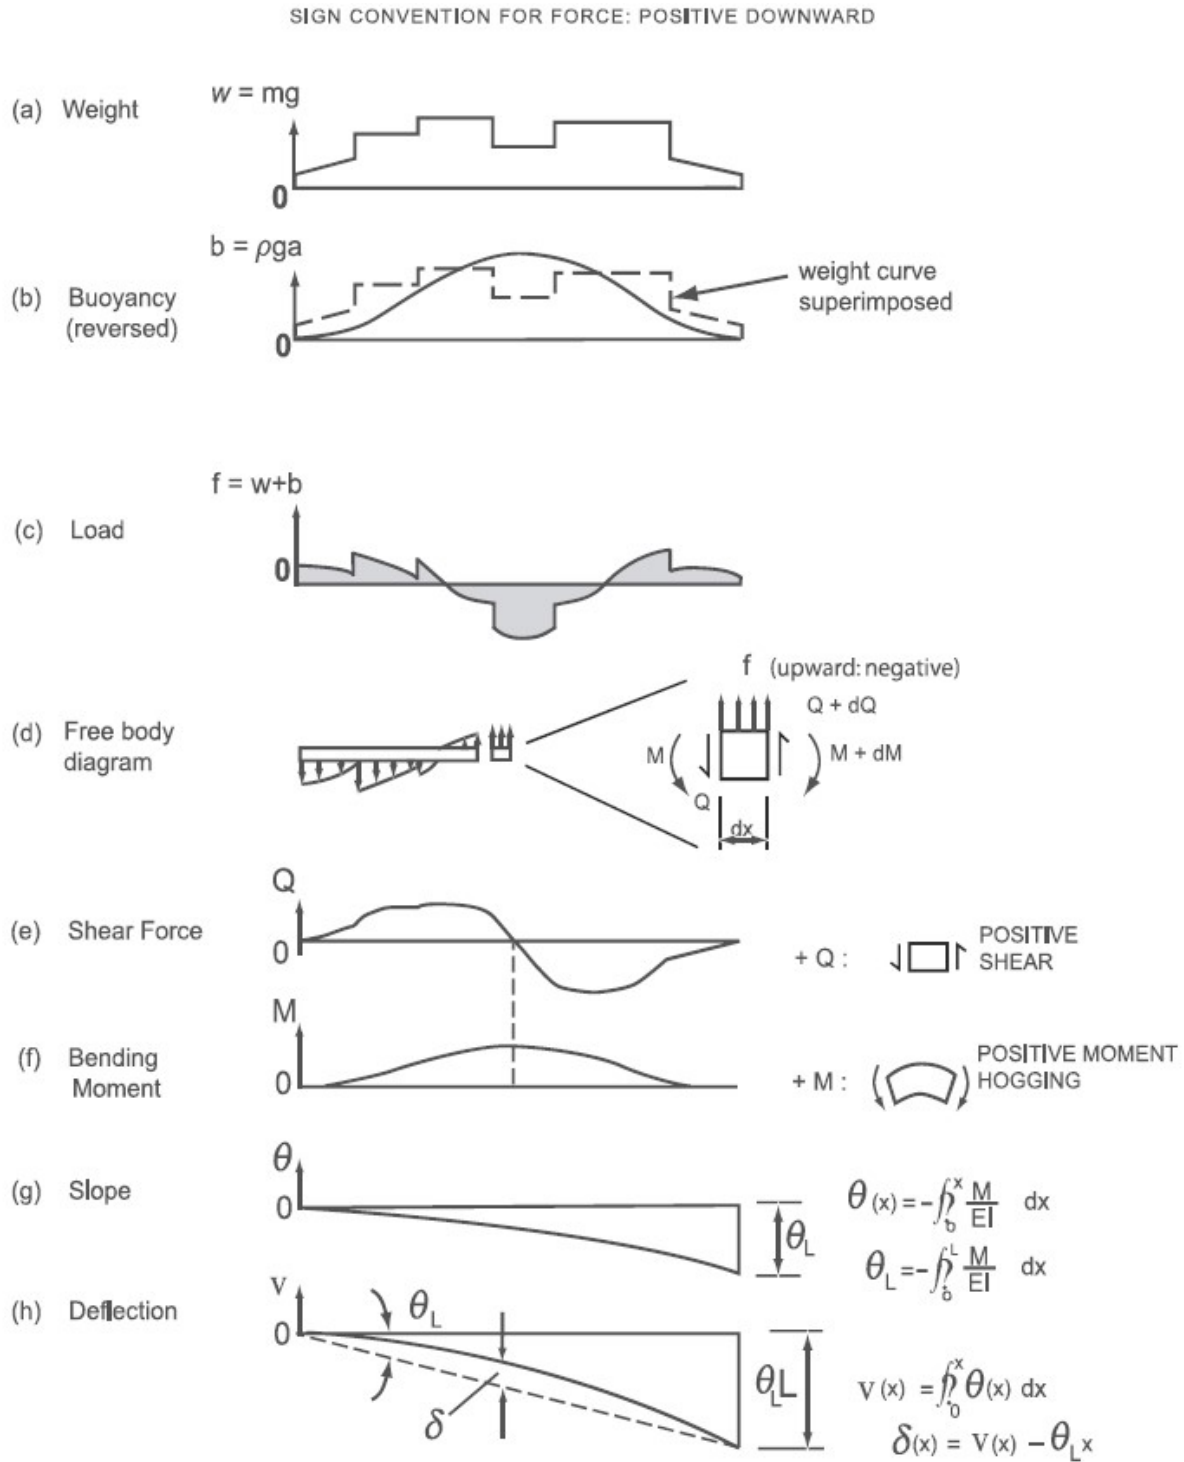 SIGN CONVENTION FOR FORCE: POSITIVE DOWNWARD
w = mg
(a) Weight
0
b = ρga
(b) Buoyancy
(reversed)
0
weight curve
superimposed
f = w+b
(c) Load
0
f (upward: negative)
Q + dQ
(d) Free body
diagram
M
M + dM
Q
dx
Q
(e) Shear Force
0
+ Q :
POSITIVE
SHEAR
M
(f) Bending
Moment
0
+ M :
POSITIVE MOMENT
HOGGING
θ
(g) Slope
0
θL
θ(x) = -∫0x M/EI dx
θL = -∫0L M/EI dx
v
(h) Deflection
0
θL
δ
θLL
v(x) = ∫0x θ(x) dx
δ(x) = v(x) - θLx